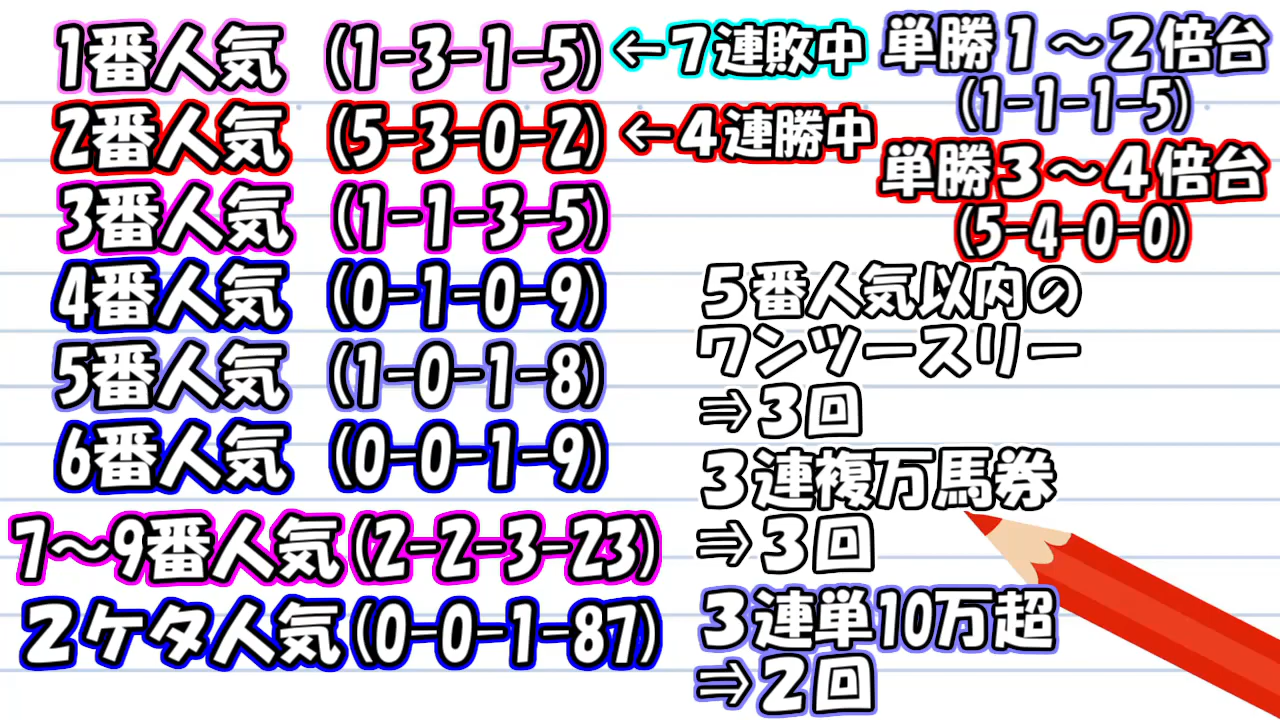 1番人気 (1-3-1-5) ←7連敗中
2番人気 (5-3-0-2) ←4連勝中
3番人気 (1-1-3-5)
4番人気 (0-1-0-9)
5番人気 (1-0-1-8)
6番人気 (0-0-1-9)
7～9番人気(2-2-3-23)
2ケタ人気(0-0-1-87)
単勝1～2倍台
(1-1-1-5)
単勝3～4倍台
(5-4-0-0)
5番人気以内の
ワンツースリー
⇒3回
3連複万馬券
⇒3回
3連単10万超
⇒2回